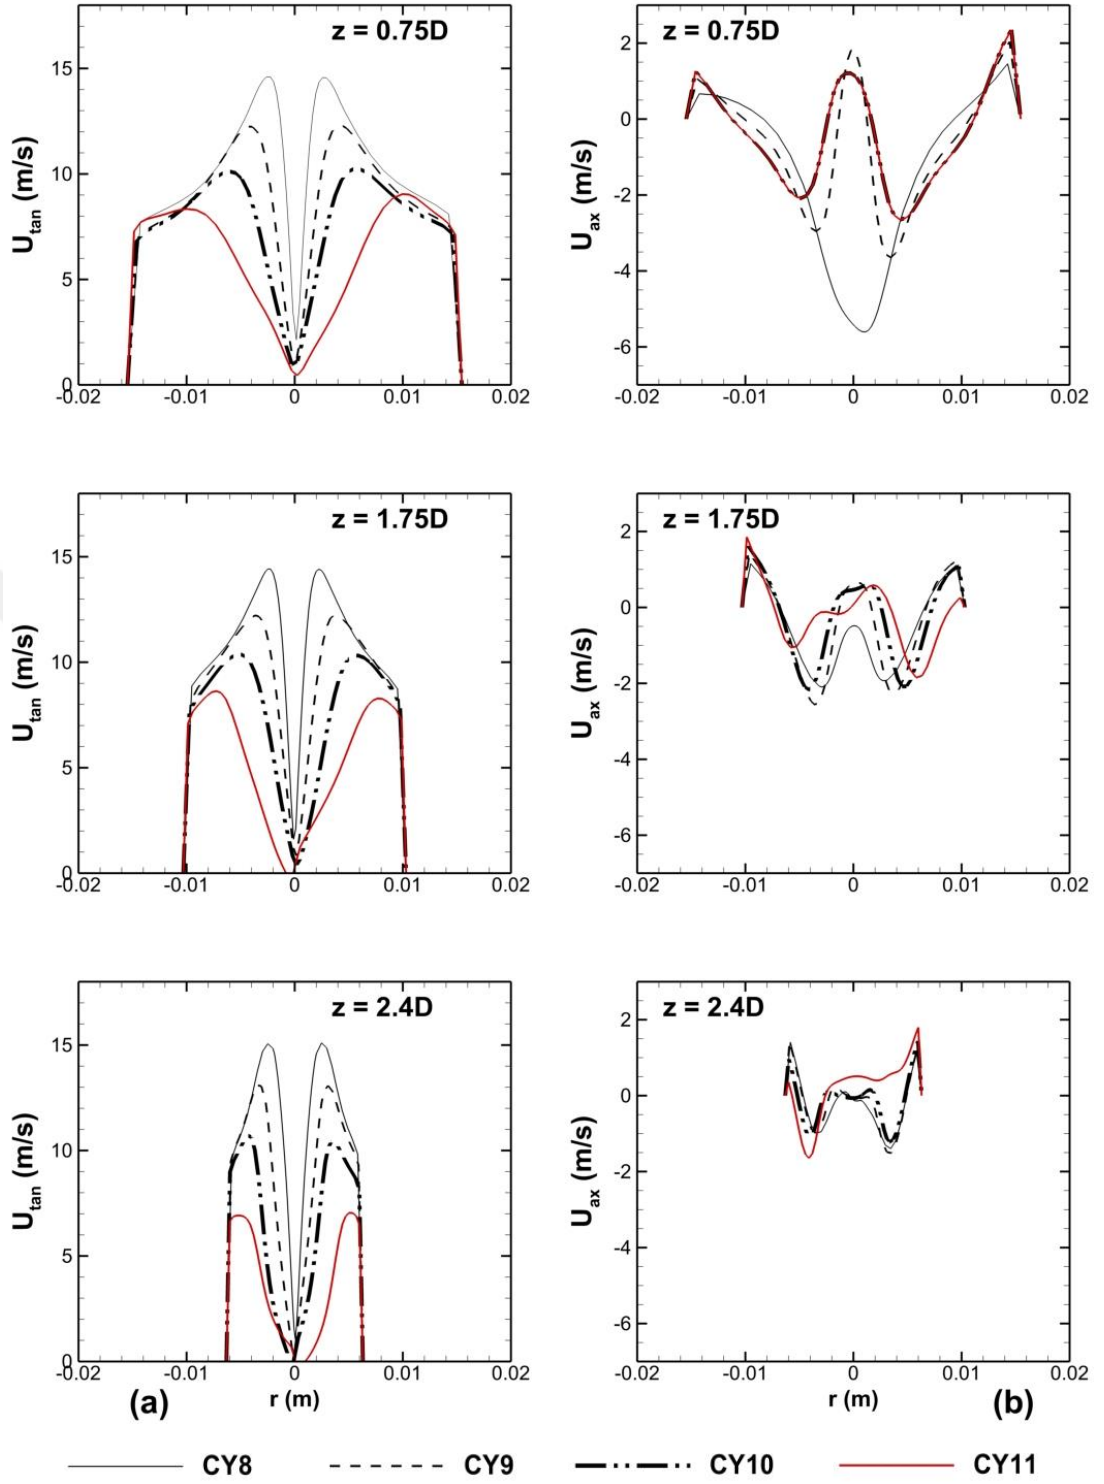 z = 0.75D
U_tan (m/s)
15
10
5
0
-0.02 -0.01 0 0.01 0.02
z = 0.75D
U_ax (m/s)
2
0
-2
-4
-6
-0.02 -0.01 0 0.01 0.02
z = 1.75D
U_tan (m/s)
15
10
5
0
-0.02 -0.01 0 0.01 0.02
z = 1.75D
U_ax (m/s)
2
0
-2
-4
-6
-0.02 -0.01 0 0.01 0.02
z = 2.4D
U_tan (m/s)
15
10
5
0
-0.02 -0.01 0 0.01 0.02
(a) r (m)
z = 2.4D
U_ax (m/s)
2
0
-2
-4
-6
-0.02 -0.01 0 0.01 0.02
r (m) (b)
CY8 CY9 CY10 CY11